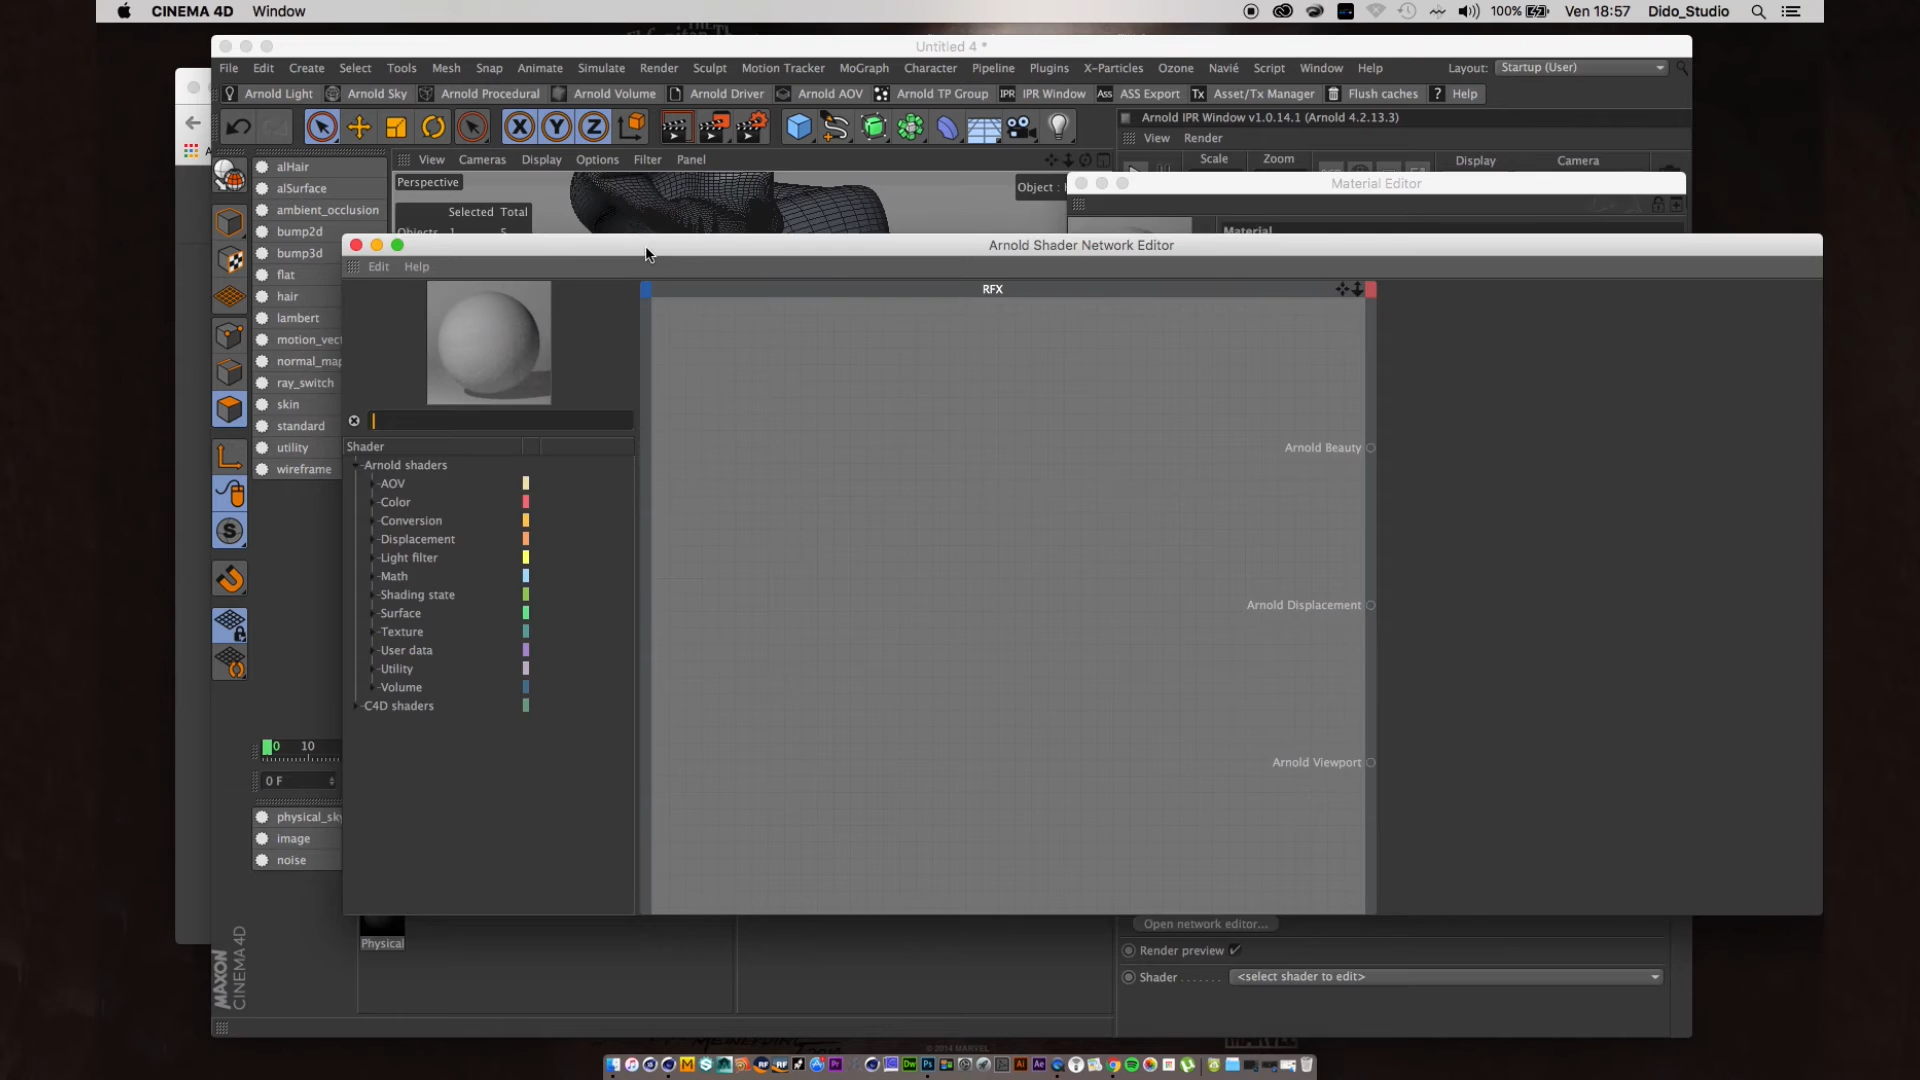 CINEMA 4D Window 100% Ven 18:57 Dido_Studio
Untitled 4 *
File Edit Create Select Tools Mesh Snap Animate Simulate Render Sculpt Motion Tracker MoGraph Character Pipeline Plugins X-Particles Ozone Navié Script Window Help Layout: Startup (User)
Arnold Light Arnold Sky Arnold Procedural Arnold Volume Arnold Driver Arnold AOV Arnold TP Group IPR IPR Window Ass ASS Export Tx Asset/Tx Manager Flush caches ? Help
X Y Z
Arnold IPR Window v1.0.14.1 (Arnold 4.2.13.3)
View Render
View Cameras Display Options Filter Panel
Scale Zoom Display Camera
Perspective
Object :
Selected Total
Objects 1 5
Material Editor
Material
alHair
alSurface
ambient_occlusion
bump2d
bump3d
flat
hair
lambert
motion_vect
normal_map
ray_switch
skin
standard
utility
wireframe
Arnold Shader Network Editor
Edit Help
RFX
Shader
Arnold shaders
AOV
Color
Conversion
Displacement
Light filter
Math
Shading state
Surface
Texture
User data
Utility
Volume
C4D shaders
Arnold Beauty
Arnold Displacement
Arnold Viewport
0 10
0 F
physical_sky
image
noise
Physical
MAXON
CINEMA 4D
Open network editor...
Render preview
Shader . . . . . . . <select shader to edit>
© 2014 MARVEL